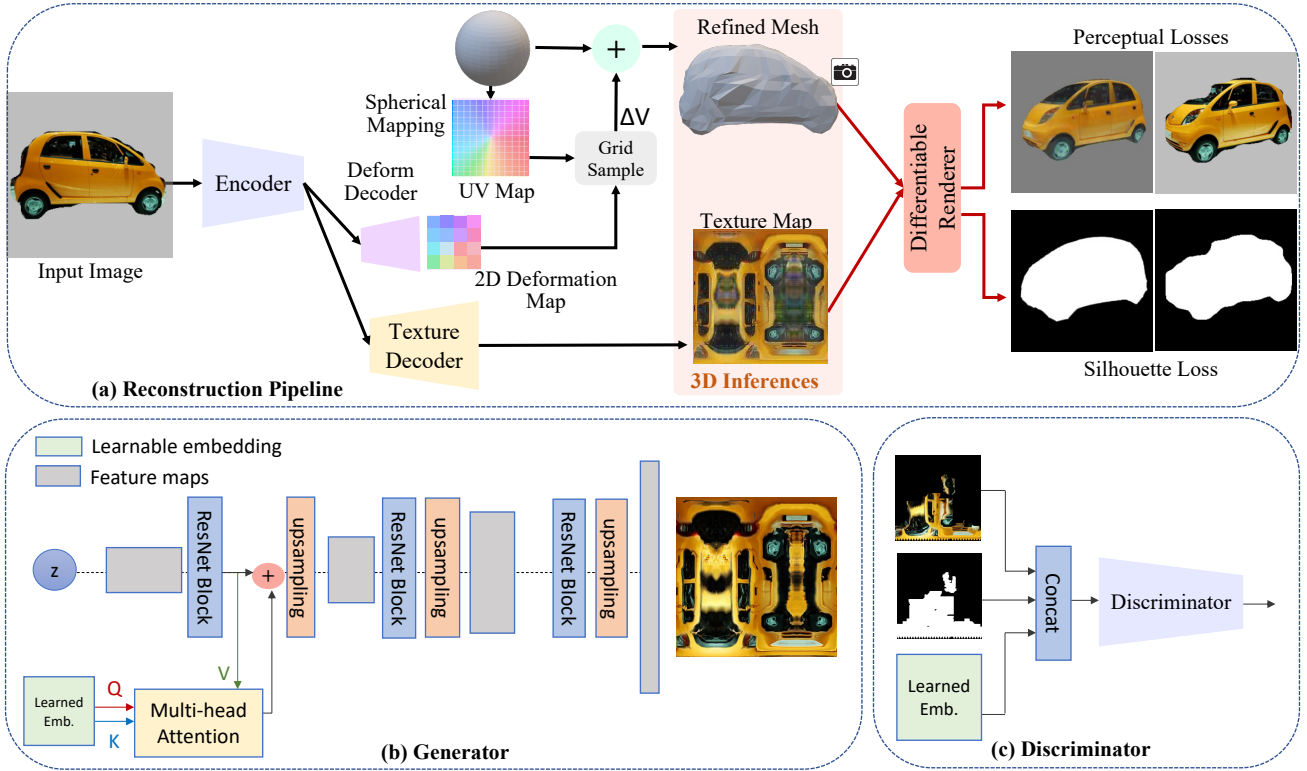 Input Image
Encoder
Deform
Decoder
Spherical
Mapping
UV Map
+
ΔV
Grid
Sample
2D Deformation
Map
Texture
Decoder
Refined Mesh
Texture Map
3D Inferences
Differentiable
Renderer
Perceptual Losses
Silhouette Loss
(a) Reconstruction Pipeline
Learnable embedding
Feature maps
z
ResNet Block
+
upsampling
ResNet Block
upsampling
ResNet Block
upsampling
V
Learned
Emb.
Q
K
Multi-head
Attention
(b) Generator
Learned
Emb.
Concat
Discriminator
(c) Discriminator